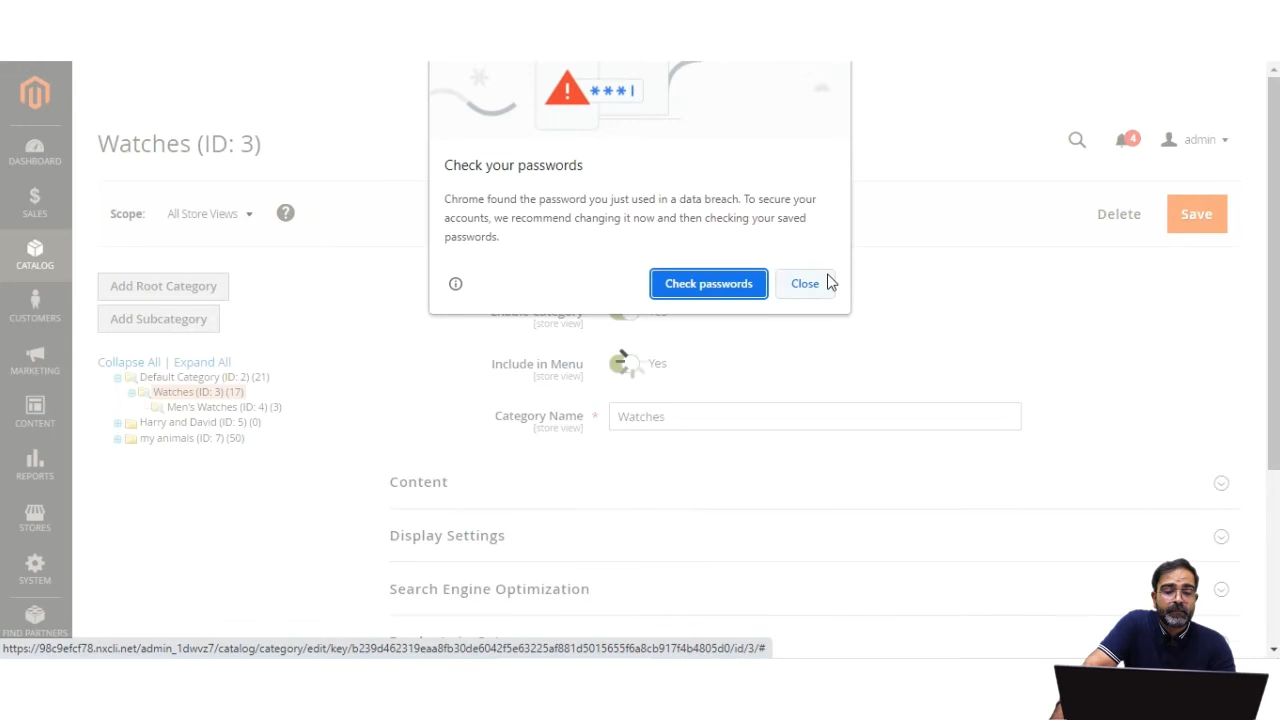 ***|
Check your passwords
Chrome found the password you just used in a data breach. To secure your
accounts, we recommend changing it now and then checking your saved
passwords.
Check passwords
Close
Watches (ID: 3)
4
admin
Scope:
All Store Views
?
Delete
Save
DASHBOARD
SALES
CATALOG
CUSTOMERS
MARKETING
CONTENT
REPORTS
STORES
SYSTEM
FIND PARTNERS
Add Root Category
Add Subcategory
Collapse All | Expand All
Default Category (ID: 2) (21)
Watches (ID: 3) (17)
Men's Watches (ID: 4) (3)
Harry and David (ID: 5) (0)
my animals (ID: 7) (50)
[store view]
Include in Menu
[store view]
Yes
Category Name *
[store view]
Watches
Content
Display Settings
Search Engine Optimization
https://98c9efcf78.nxcli.net/admin_1dwvz7/catalog/category/edit/key/b239d462319eaa8fb30de6042f5e63225af881d5015655f6a8cb917f4b4805d0/id/3/#